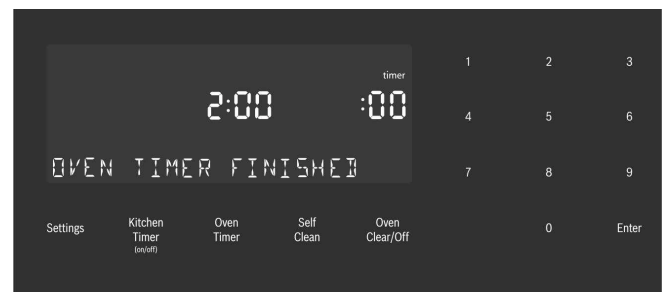 timer
2:00 :00
OVEN TIMER FINISHED
1 2 3
4 5 6
7 8 9
0 Enter
Settings
Kitchen
Timer
(on/off)
Oven
Timer
Self
Clean
Oven
Clear/Off